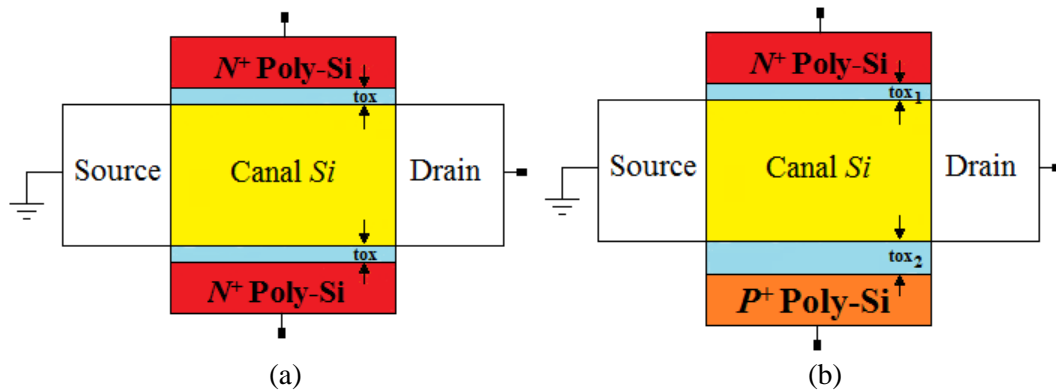 N+ Poly-Si
tox
Source
Canal Si
Drain
tox
N+ Poly-Si
(a)
N+ Poly-Si
tox1
Source
Canal Si
Drain
tox2
P+ Poly-Si
(b)